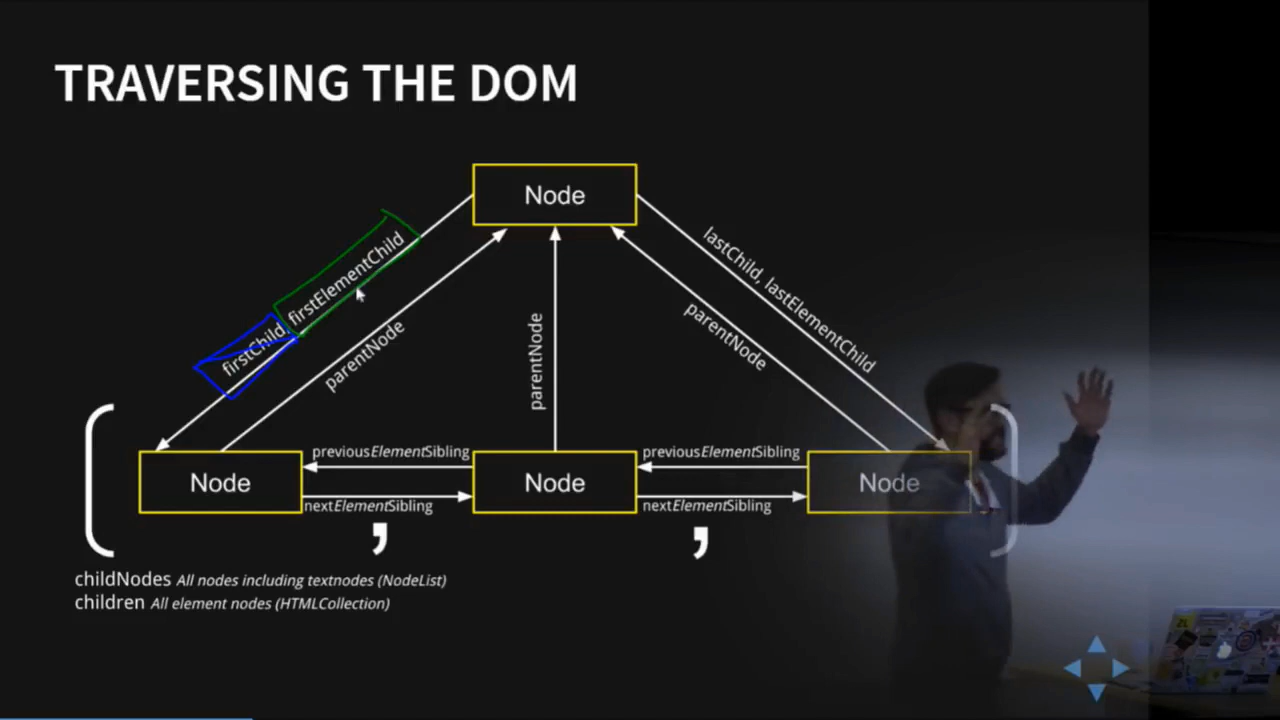 TRAVERSING THE DOM
Node
firstChild, firstElementChild
parentNode
parentNode
parentNode
lastChild, lastElementChild
previousElementSibling
previousElementSibling
Node
Node
Node
nextElementSibling
nextElementSibling
,
,
childNodes All nodes including textnodes (NodeList)
children All element nodes (HTMLCollection)